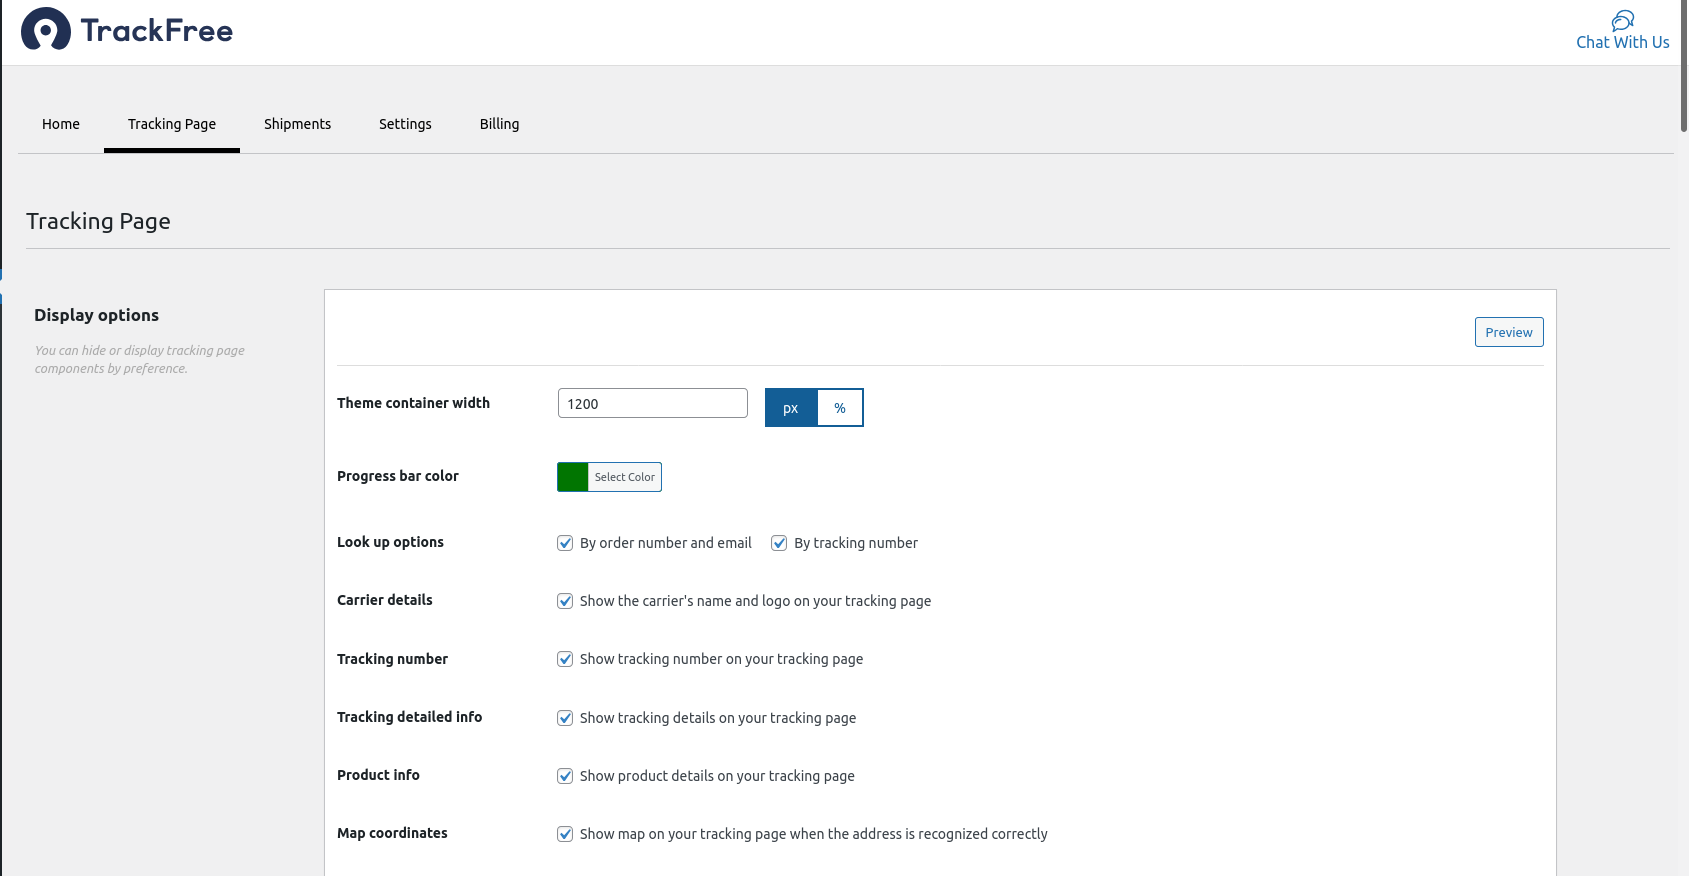 TrackFree
Chat With Us
Home Tracking Page Shipments Settings Billing
Tracking Page
Display options
You can hide or display tracking page
components by preference.
Preview
Theme container width 1200 px %
Progress bar color Select Color
Look up options By order number and email By tracking number
Carrier details Show the carrier's name and logo on your tracking page
Tracking number Show tracking number on your tracking page
Tracking detailed info Show tracking details on your tracking page
Product info Show product details on your tracking page
Map coordinates Show map on your tracking page when the address is recognized correctly